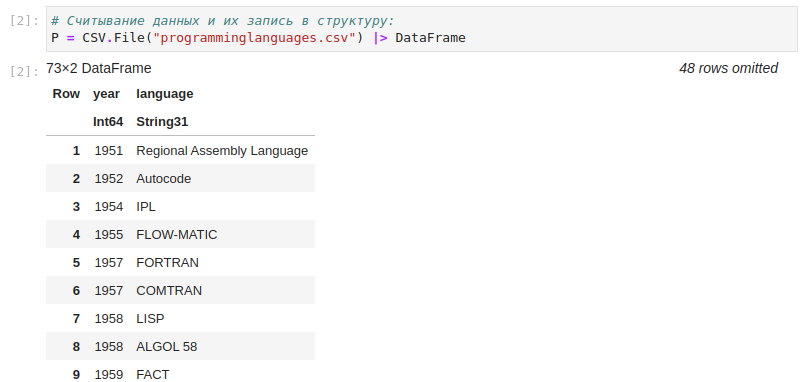 [2]: # Считывание данных и их запись в структуру:
P = CSV.File("programminglanguages.csv") |> DataFrame
[2]: 73×2 DataFrame 48 rows omitted
Row year language
Int64 String31
1 1951 Regional Assembly Language
2 1952 Autocode
3 1954 IPL
4 1955 FLOW-MATIC
5 1957 FORTRAN
6 1957 COMTRAN
7 1958 LISP
8 1958 ALGOL 58
9 1959 FACT